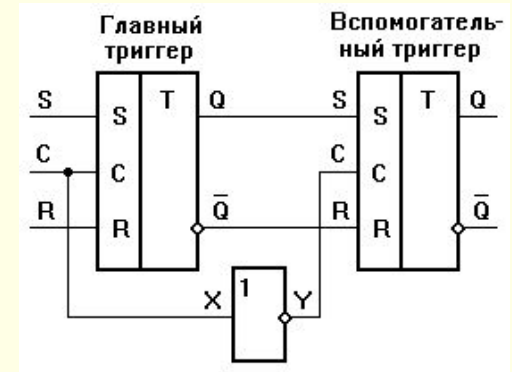 Главный
триггер
Вспомогатель-
ный триггер
S S T Q S S T Q
C C C C
R R Q̅ R R Q̅
X 1 Y